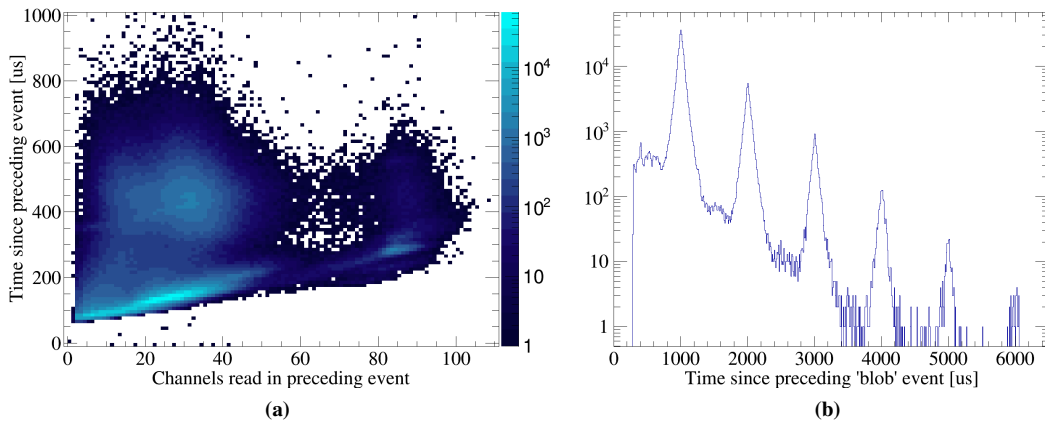 Time since preceding event [us]
1000
800
600
400
200
0
0 20 40 60 80 100
Channels read in preceding event
10⁴
10³
10²
10
1
(a)
10⁴
10³
10²
10
1
0 1000 2000 3000 4000 5000 6000
Time since preceding 'blob' event [us]
(b)